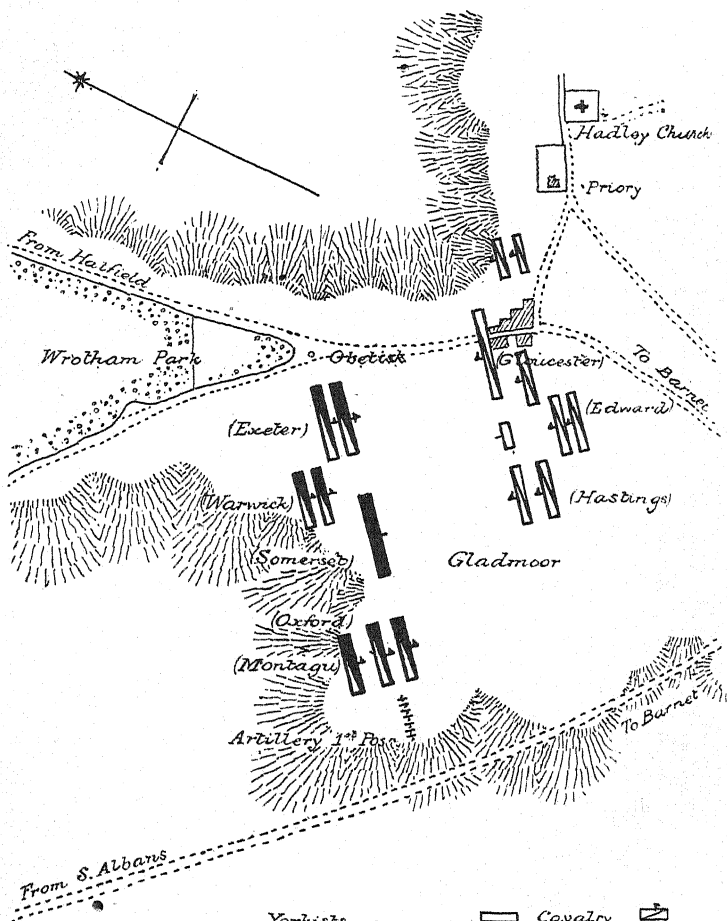 Hadley Church
Priory
From Hatfield
Wrotham Park
Obelisk
(Gloucester)
To Barnet
(Edward)
(Exeter)
(Hastings)
(Warwick)
(Somerset)
Gladmoor
(Oxford)
(Montagu)
To Barnet
Artillery 1st Posn
From S. Albans
Yorkists
Cavalry